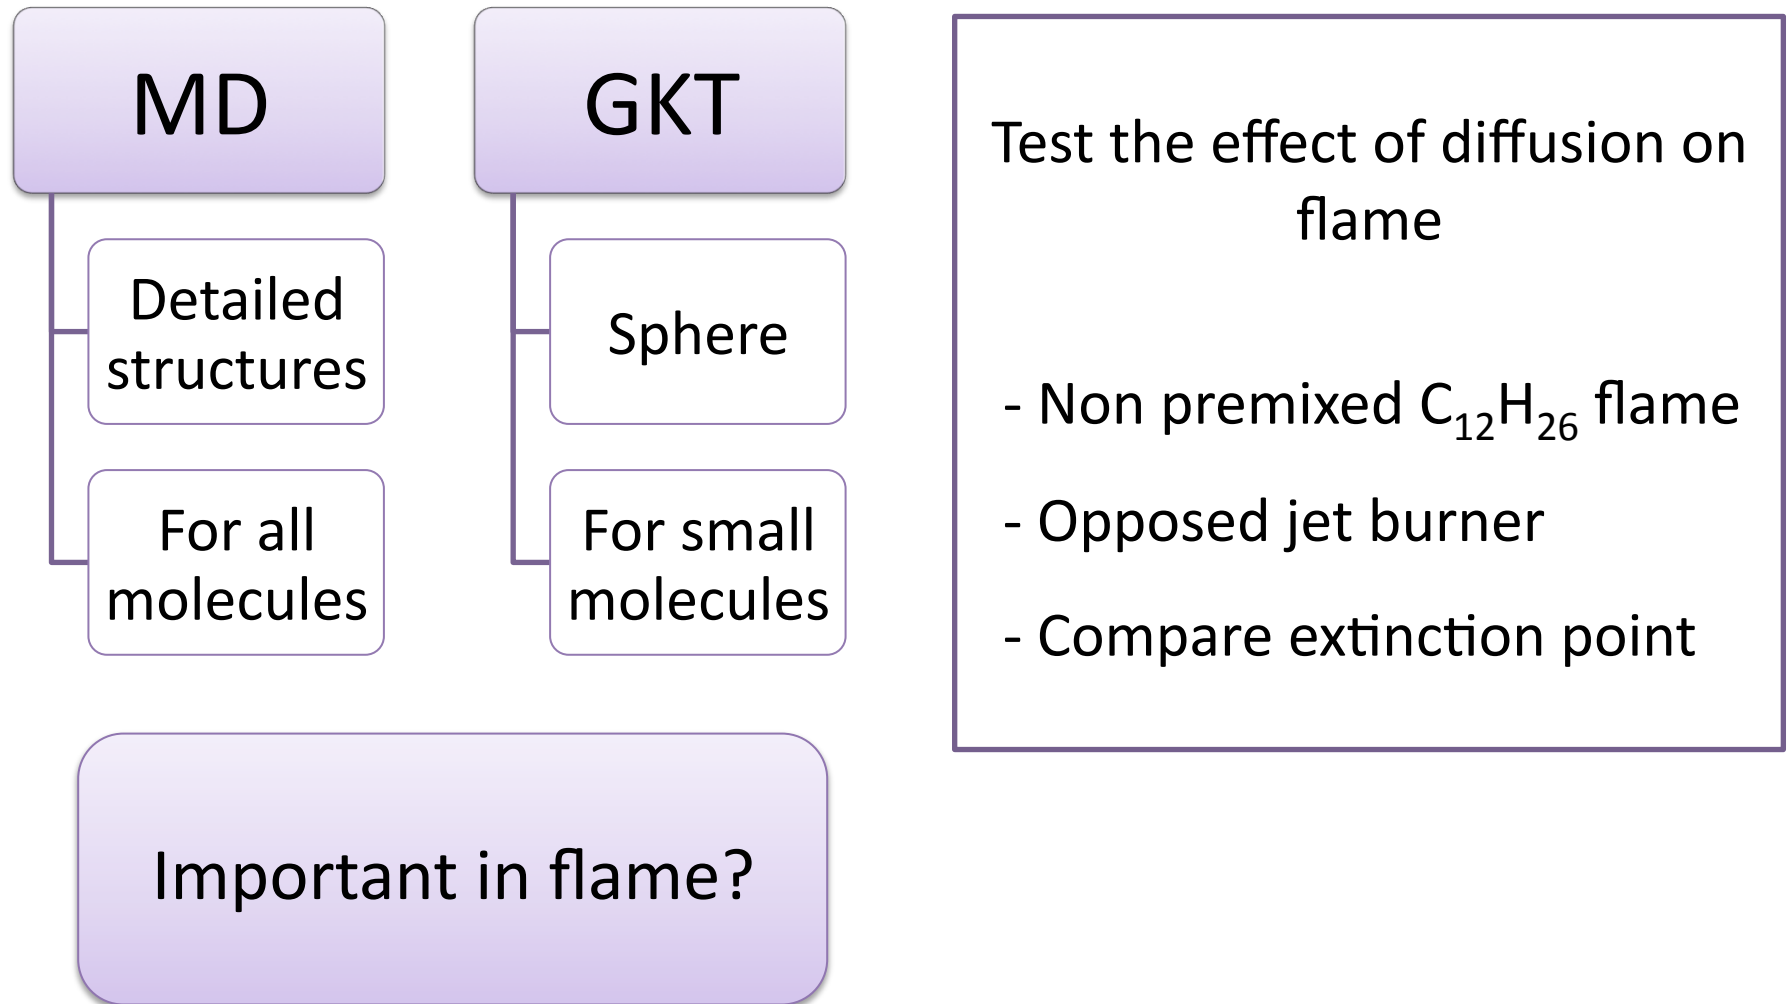 MD
Detailed
structures
For all
molecules
GKT
Sphere
For small
molecules
Important in flame?
Test the effect of diffusion on
flame
- Non premixed C₁₂H₂₆ flame
- Opposed jet burner
- Compare extinction point